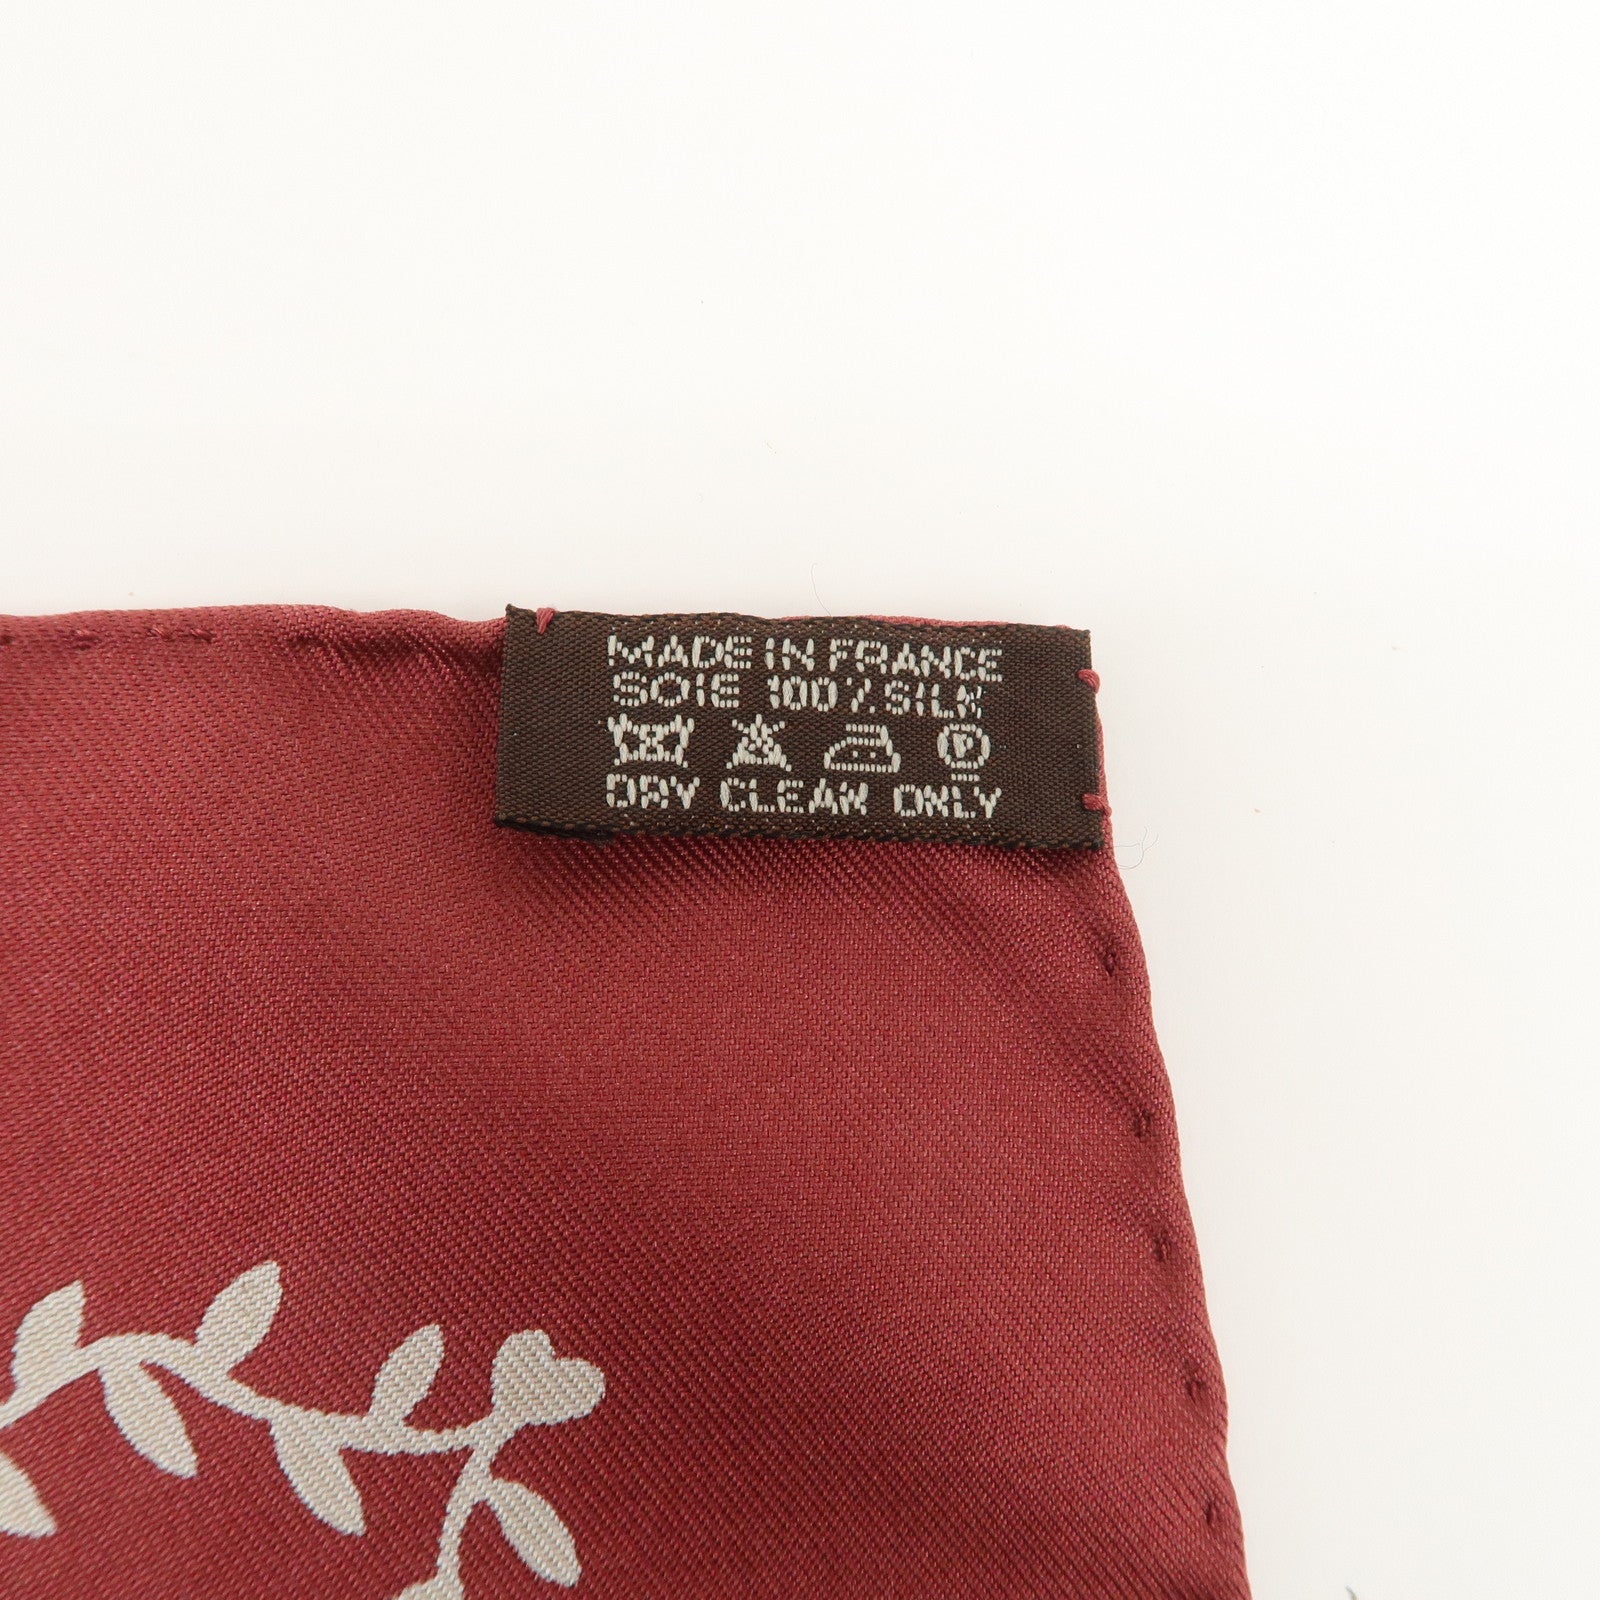 MADE IN FRANCE
SOIE 100% SILK
P
DRY CLEAN ONLY